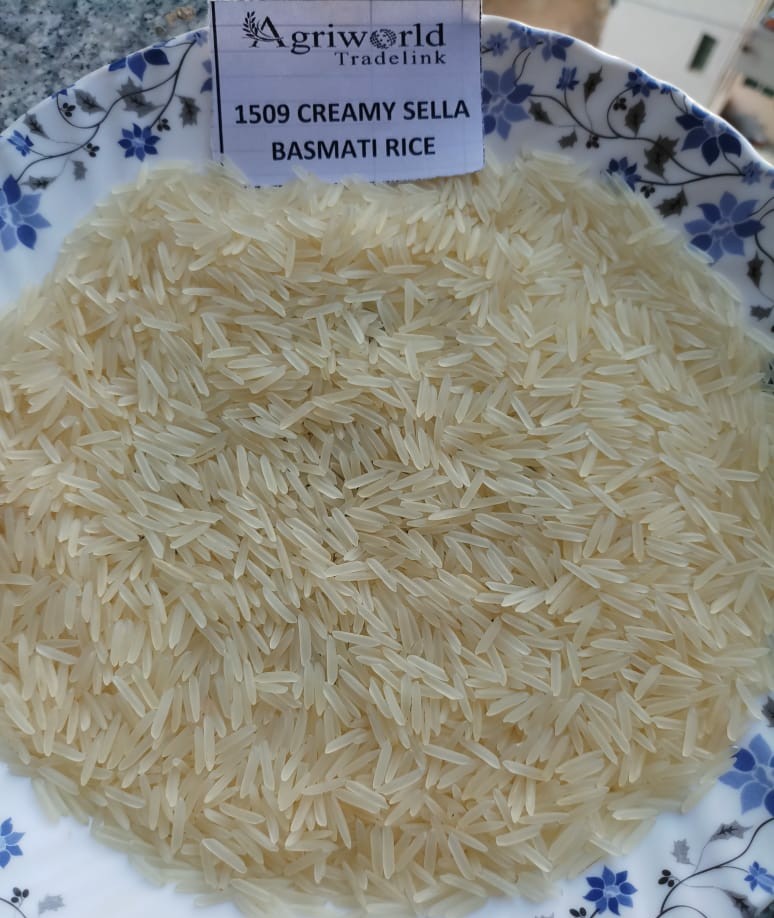 Agriworld
Tradelink
1509 CREAMY SELLA
BASMATI RICE